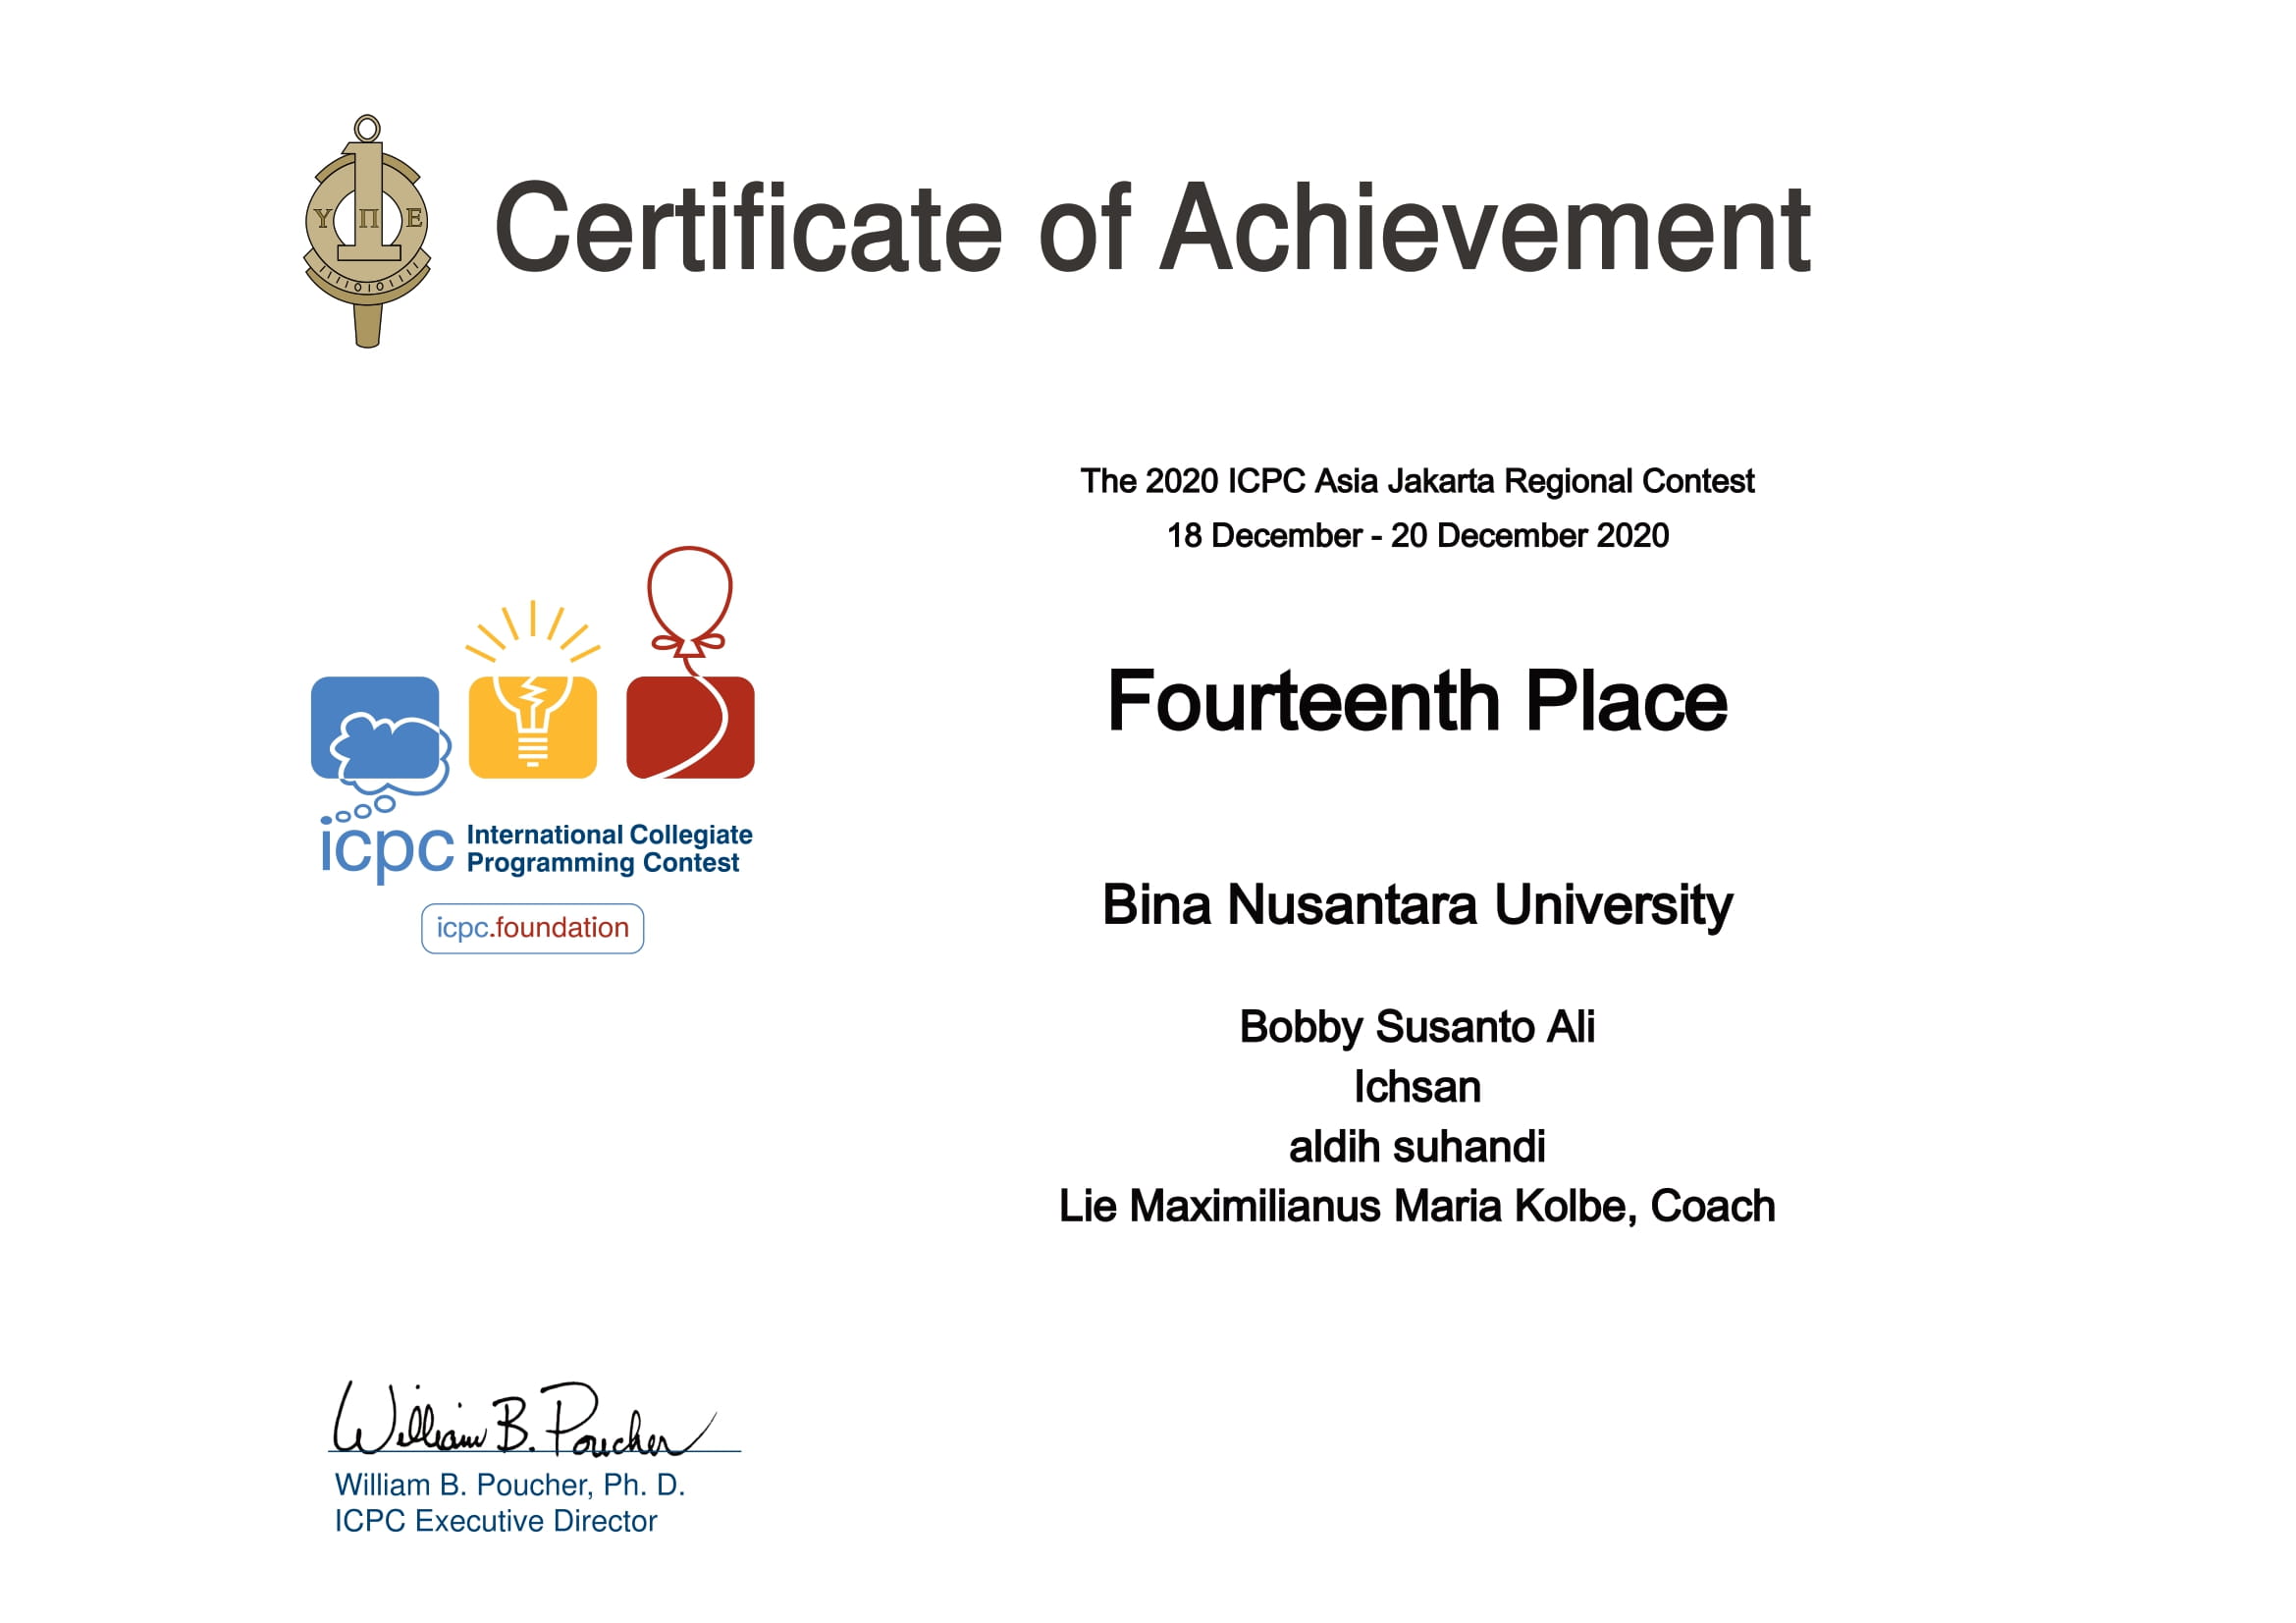 Certificate of Achievement
Υ Π Ε
The 2020 ICPC Asia Jakarta Regional Contest
18 December - 20 December 2020
Fourteenth Place
icpc International Collegiate
Programming Contest
icpc.foundation
Bina Nusantara University
Bobby Susanto Ali
Ichsan
aldih suhandi
Lie Maximilianus Maria Kolbe, Coach
William B. Poucher
William B. Poucher, Ph. D.
ICPC Executive Director